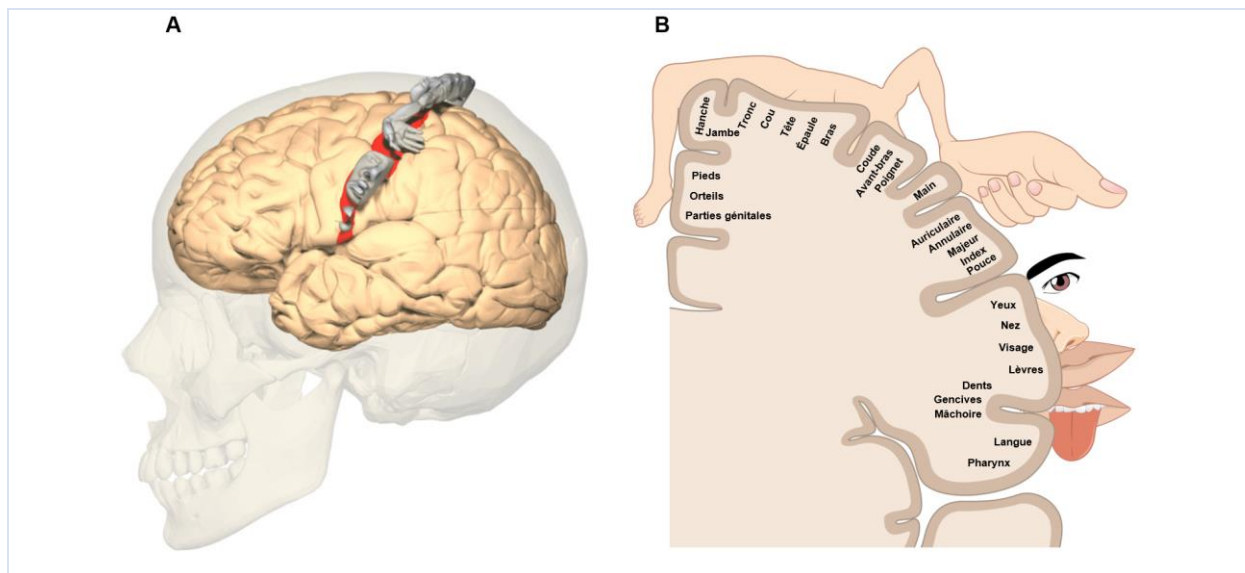 A
B
Hanche
Jambe
Tronc
Cou
Tête
Épaule
Bras
Coude
Avant-bras
Poignet
Main
Pieds
Orteils
Parties génitales
Auriculaire
Annulaire
Majeur
Index
Pouce
Yeux
Nez
Visage
Lèvres
Dents
Gencives
Mâchoire
Langue
Pharynx